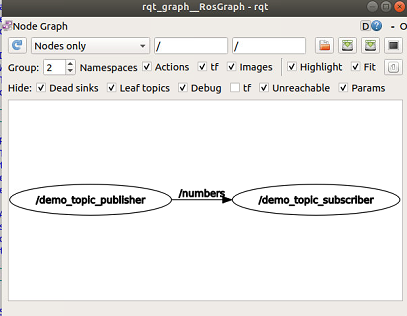 rqt_graph__RosGraph - rqt
Node Graph
D? - O
Nodes only
/
/
Group: 2 Namespaces Actions tf Images Highlight Fit
Hide: Dead sinks Leaf topics Debug tf Unreachable Params
/demo_topic_publisher
/numbers
/demo_topic_subscriber